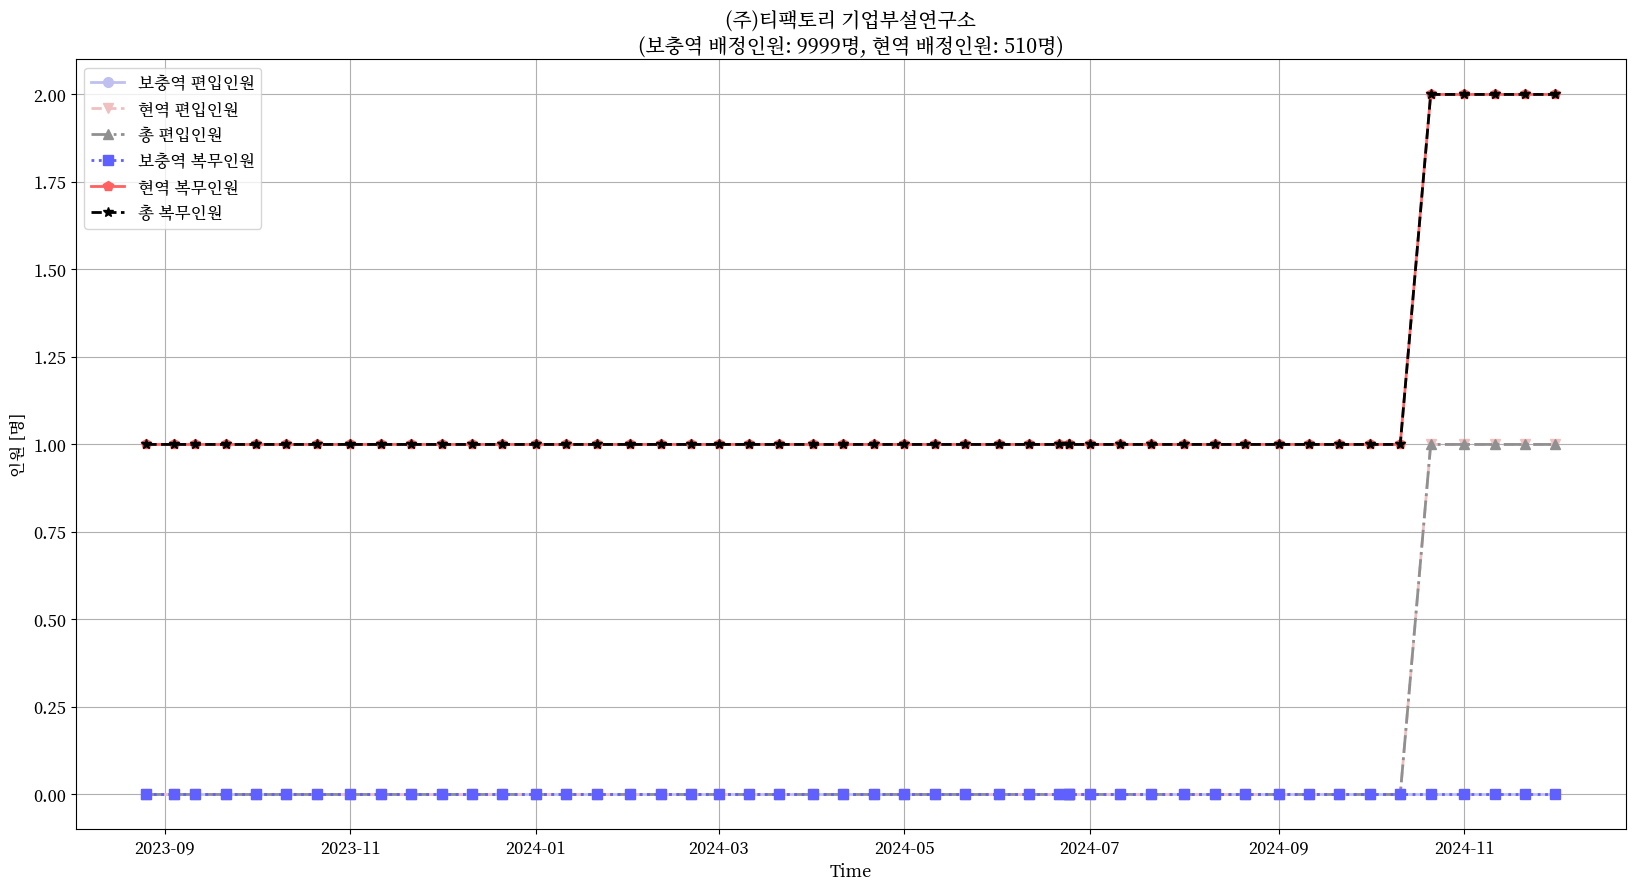 (주)티팩토리 기업부설연구소
(보충역 배정인원: 9999명, 현역 배정인원: 510명)
보충역 편입인원
현역 편입인원
총 편입인원
보충역 복무인원
현역 복무인원
총 복무인원
인원 [명]
2.00
1.75
1.50
1.25
1.00
0.75
0.50
0.25
0.00
2023-09
2023-11
2024-01
2024-03
2024-05
2024-07
2024-09
2024-11
Time